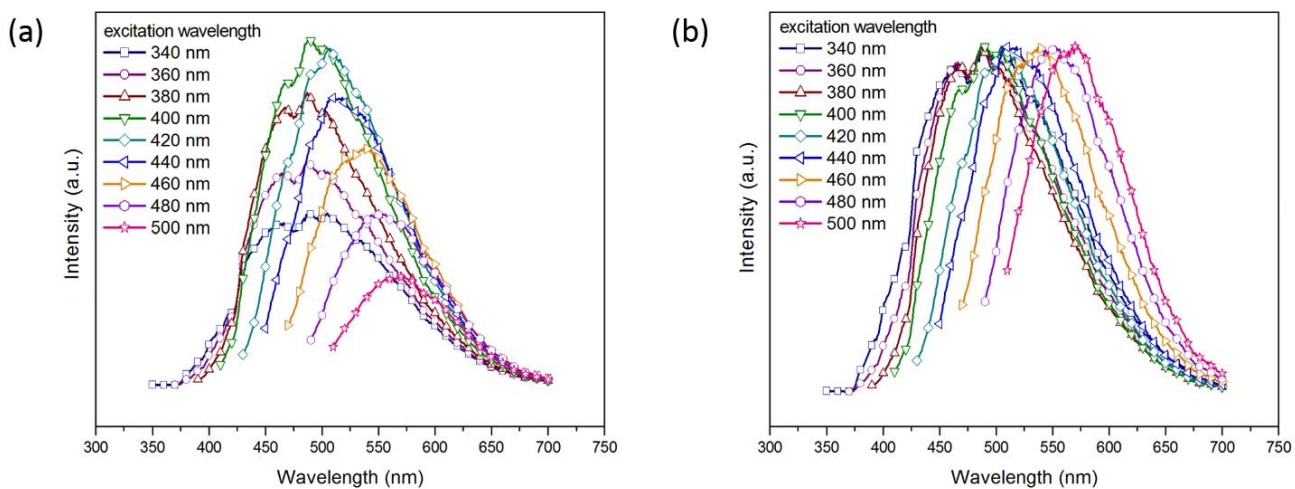 (a)
excitation wavelength
340 nm
360 nm
380 nm
400 nm
420 nm
440 nm
460 nm
480 nm
500 nm
Intensity (a.u.)
300 350 400 450 500 550 600 650 700 750
Wavelength (nm)
(b)
excitation wavelength
340 nm
360 nm
380 nm
400 nm
420 nm
440 nm
460 nm
480 nm
500 nm
Intensity (a.u.)
300 350 400 450 500 550 600 650 700 750
Wavelength (nm)